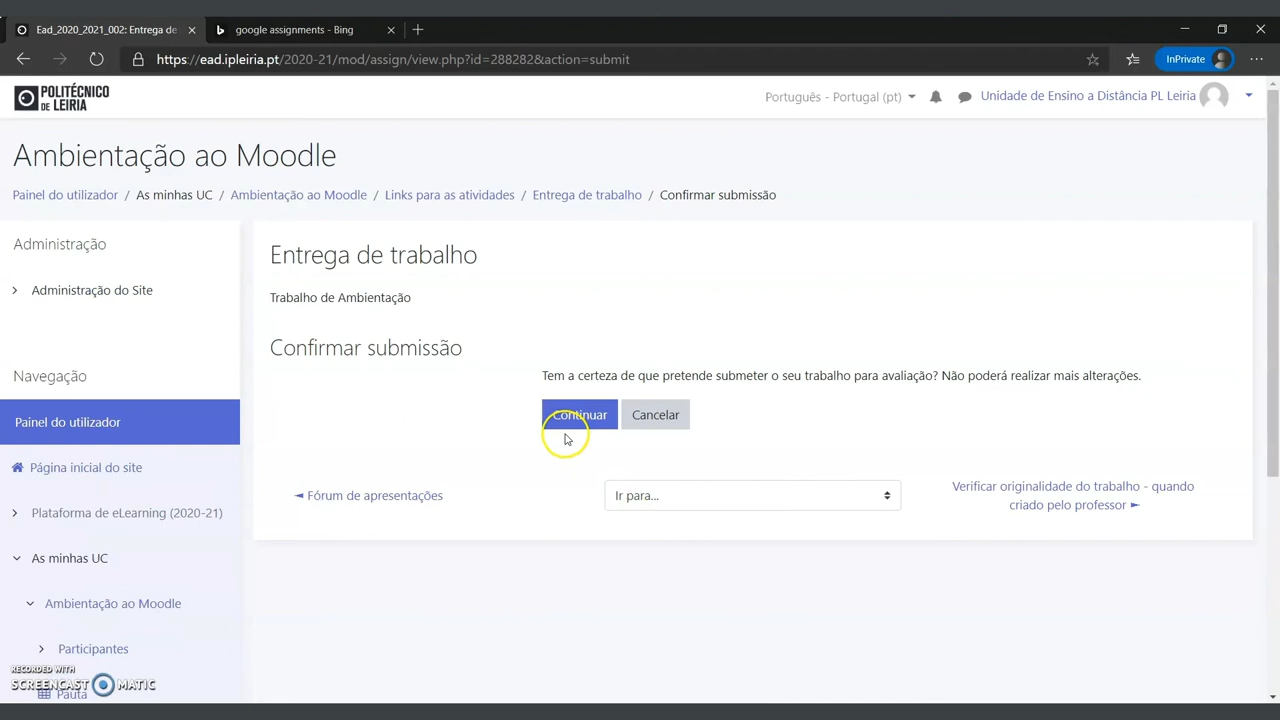 Ead_2020_2021_002: Entrega de
google assignments - Bing
https://ead.ipleiria.pt/2020-21/mod/assign/view.php?id=288282&action=submit
InPrivate
POLITÉCNICO
DE LEIRIA
Português - Portugal (pt)
Unidade de Ensino a Distância PL Leiria
Ambientação ao Moodle
Painel do utilizador / As minhas UC / Ambientação ao Moodle / Links para as atividades / Entrega de trabalho / Confirmar submissão
Administração
Administração do Site
Navegação
Painel do utilizador
Página inicial do site
Plataforma de eLearning (2020-21)
As minhas UC
Ambientação ao Moodle
Participantes
Pauta
Entrega de trabalho
Trabalho de Ambientação
Confirmar submissão
Tem a certeza de que pretende submeter o seu trabalho para avaliação? Não poderá realizar mais alterações.
Continuar
Cancelar
◄ Fórum de apresentações
Ir para...
Verificar originalidade do trabalho - quando
criado pelo professor ►
RECORDED WITH
SCREENCAST MATIC